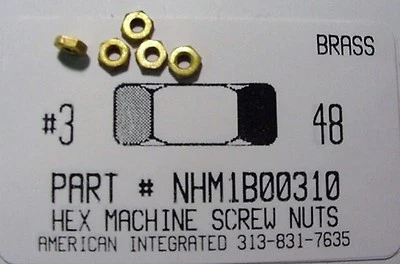 BRASS
#3 48
PART # NHM1B00310
HEX MACHINE SCREW NUTS
AMERICAN INTEGRATED 313-831-7635